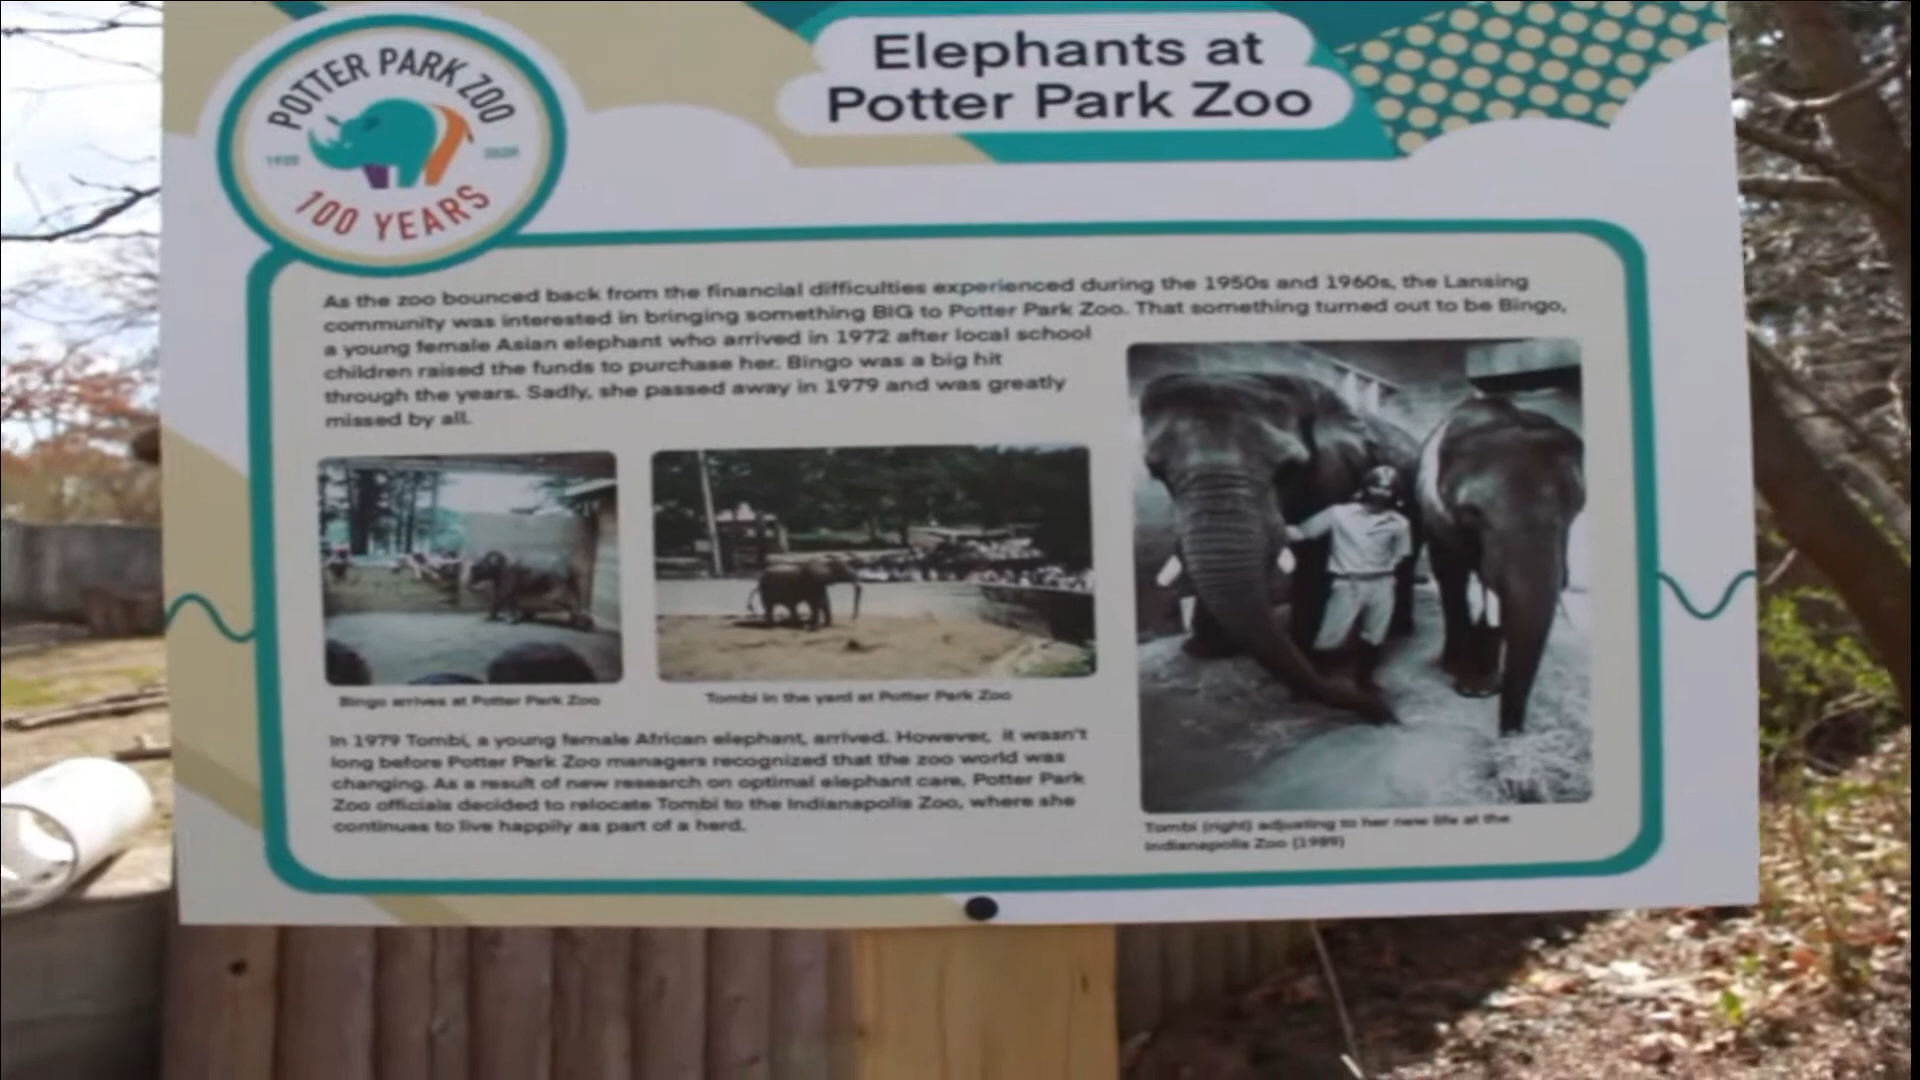 POTTER PARK ZOO
1920 2020
100 YEARS
Elephants at
Potter Park Zoo
As the zoo bounced back from the financial difficulties experienced during the 1950s and 1960s, the Lansing
community was interested in bringing something BIG to Potter Park Zoo. That something turned out to be Bingo,
a young female Asian elephant who arrived in 1972 after local school
children raised the funds to purchase her. Bingo was a big hit
through the years. Sadly, she passed away in 1979 and was greatly
missed by all.
Bingo arrives at Potter Park Zoo
Tombi in the yard at Potter Park Zoo
In 1979 Tombi, a young female African elephant, arrived. However, it wasn't
long before Potter Park Zoo managers recognized that the zoo world was
changing. As a result of new research on optimal elephant care, Potter Park
Zoo officials decided to relocate Tombi to the Indianapolis Zoo, where she
continues to live happily as part of a herd.
Tombi (right) adjusting to her new life at the
Indianapolis Zoo (1989)